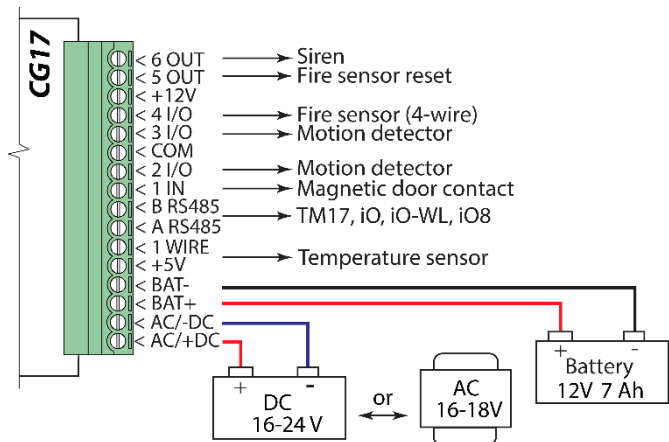 CG17
< 6 OUT Siren
< 5 OUT Fire sensor reset
< +12V
< 4 I/O Fire sensor (4-wire)
< 3 I/O Motion detector
< COM
< 2 I/O Motion detector
< 1 IN Magnetic door contact
< B RS485
TM17, iO, iO-WL, iO8
< A RS485
< 1 WIRE
Temperature sensor
< +5V
< BAT-
< BAT+
< AC/-DC
< AC/+DC
+ -
Battery
12V 7 Ah
+ -
DC
16-24 V
or
AC
16-18V